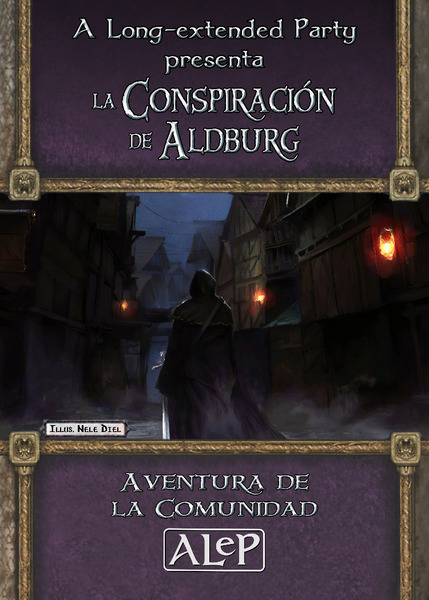 A Long-extended Party
presenta
la Conspiración
de Aldburg
Illus. Nele Diel
Aventura de
la Comunidad
ALeP